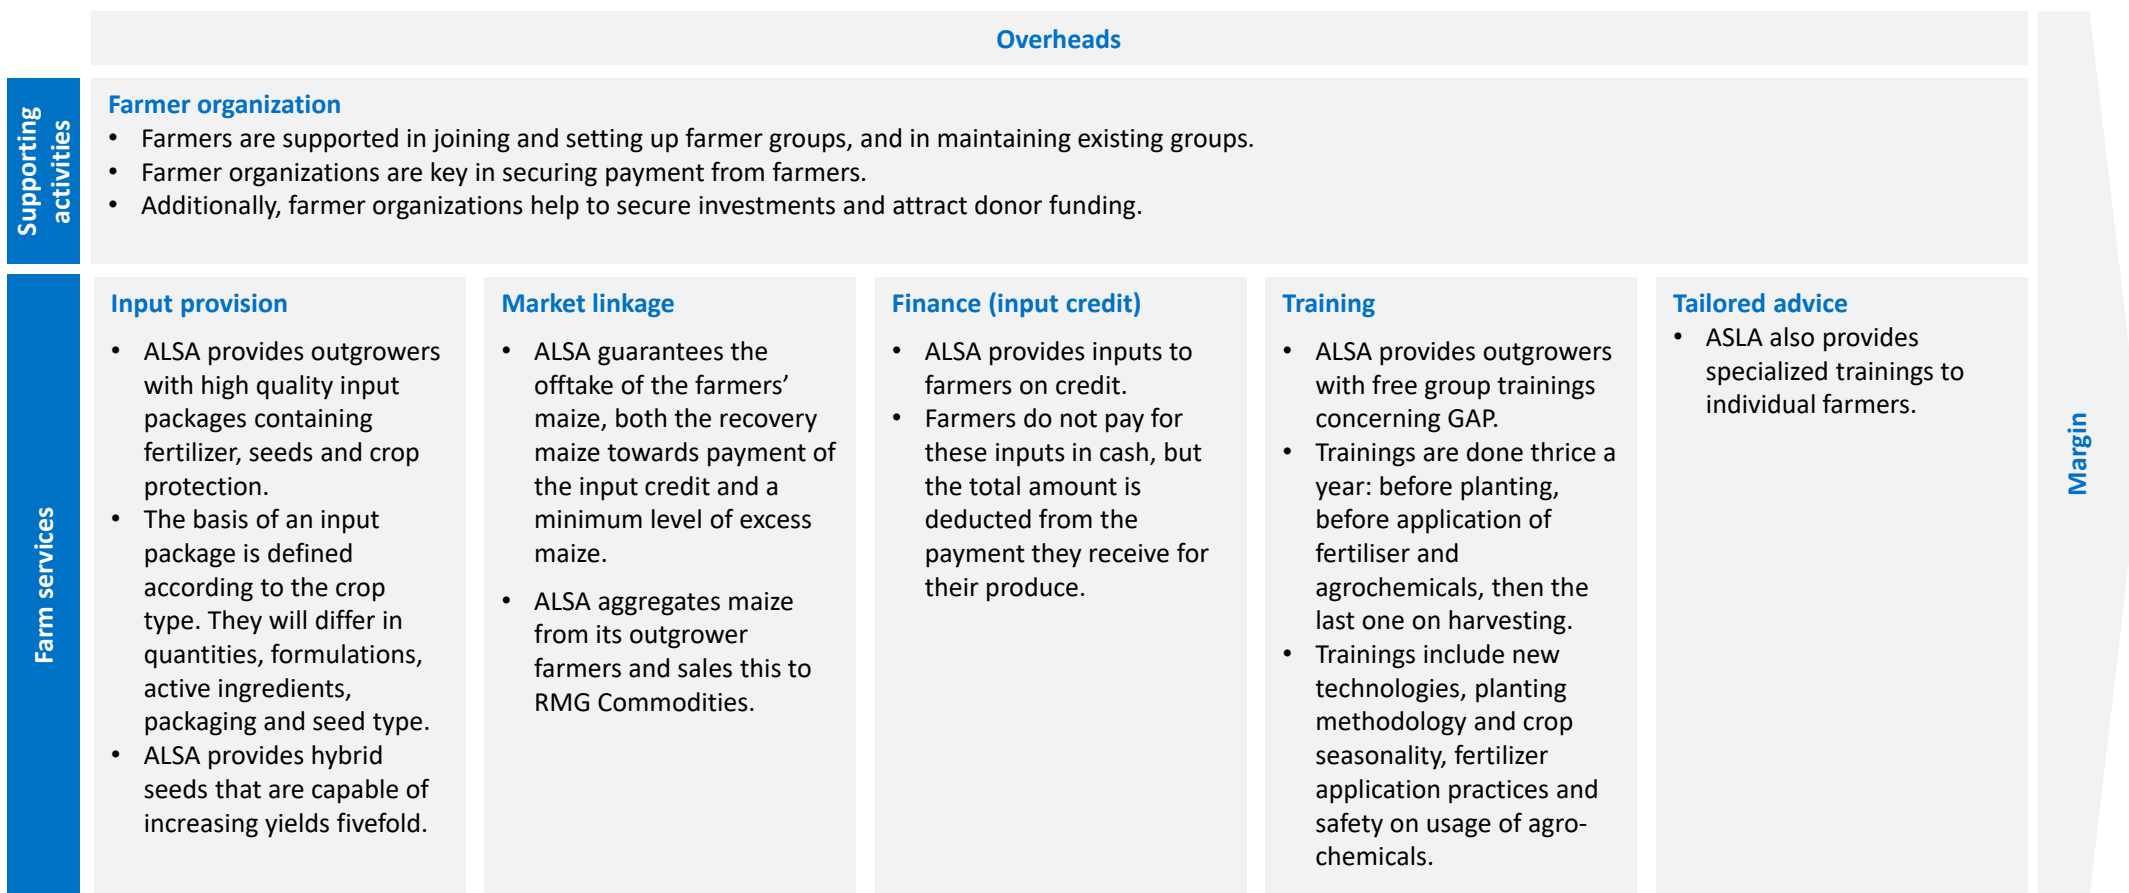 Overheads
Supporting
activities
Farmer organization
• Farmers are supported in joining and setting up farmer groups, and in maintaining existing groups.
• Farmer organizations are key in securing payment from farmers.
• Additionally, farmer organizations help to secure investments and attract donor funding.
Farm services
Input provision
• ALSA provides outgrowers
with high quality input
packages containing
fertilizer, seeds and crop
protection.
• The basis of an input
package is defined
according to the crop
type. They will differ in
quantities, formulations,
active ingredients,
packaging and seed type.
• ALSA provides hybrid
seeds that are capable of
increasing yields fivefold.
Market linkage
• ALSA guarantees the
offtake of the farmers’
maize, both the recovery
maize towards payment of
the input credit and a
minimum level of excess
maize.
• ALSA aggregates maize
from its outgrower
farmers and sales this to
RMG Commodities.
Finance (input credit)
• ALSA provides inputs to
farmers on credit.
• Farmers do not pay for
these inputs in cash, but
the total amount is
deducted from the
payment they receive for
their produce.
Training
• ALSA provides outgrowers
with free group trainings
concerning GAP.
• Trainings are done thrice a
year: before planting,
before application of
fertiliser and
agrochemicals, then the
last one on harvesting.
• Trainings include new
technologies, planting
methodology and crop
seasonality, fertilizer
application practices and
safety on usage of agro-
chemicals.
Tailored advice
• ASLA also provides
specialized trainings to
individual farmers.
Margin